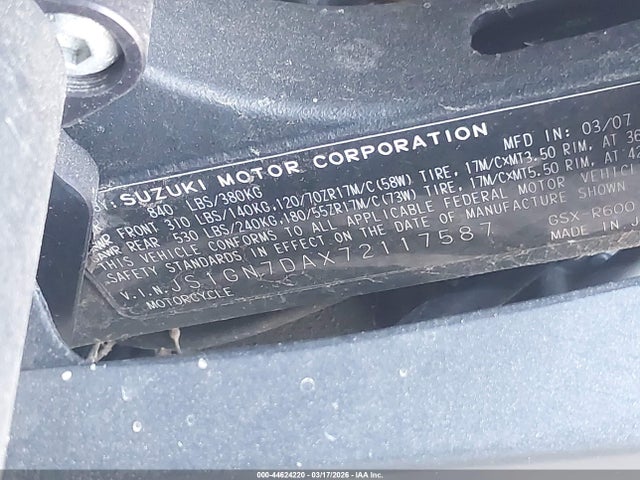 SUZUKI MOTOR CORPORATION MFD IN: 03/07
840 LBS/380KG
FRONT 310 LBS/140KG,120/70ZR17M/C(58W) TIRE, 17M/CxMT3.50 RIM, AT 36
GAWR REAR 530 LBS/240KG,180/55ZR17M/C(73W) TIRE, 17M/CxMT5.50 RIM, AT 42
THIS VEHICLE CONFORMS TO ALL APPLICABLE FEDERAL MOTOR VEHICL
SAFETY STANDARDS IN EFFECT ON THE DATE OF MANUFACTURE SHOWN
V.I.N. JS1GN7DAX72117587 GSX-R600
MOTORCYCLE MADE IN
000-44624220 - 03/17/2026 - IAA Inc.